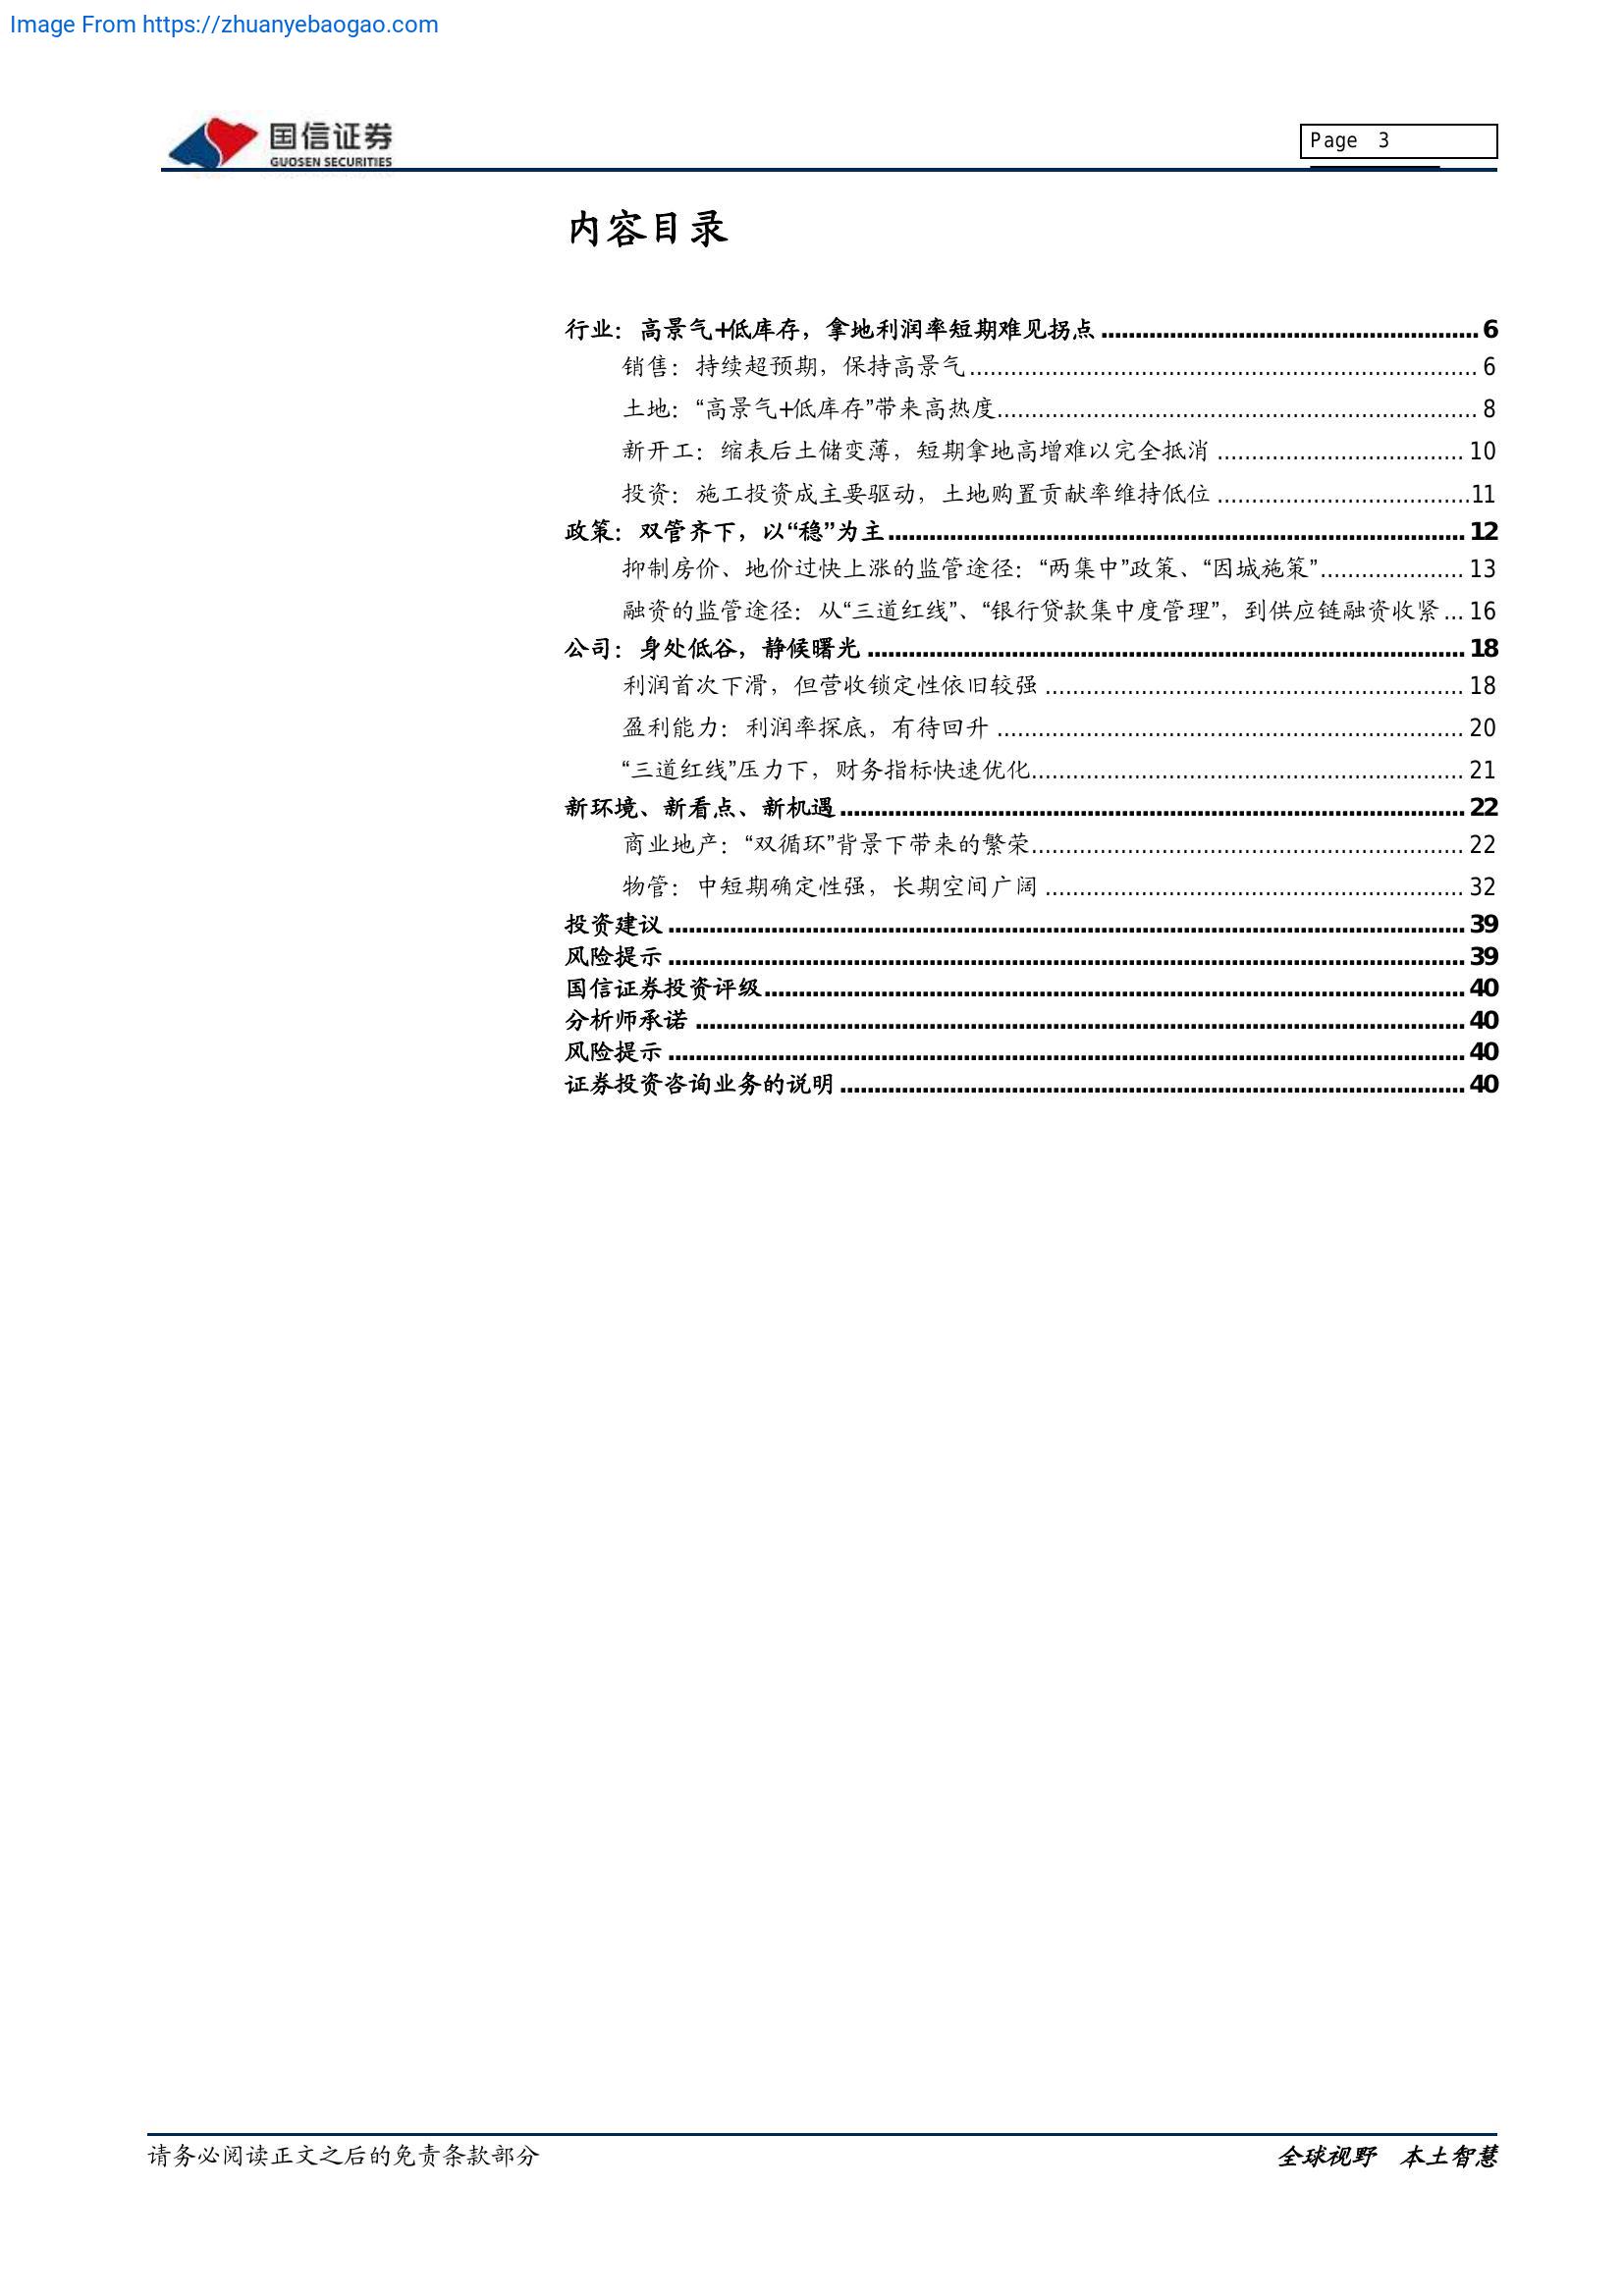 Image From https://zhuanyebaogao.com
国信证券
GUOSEN SECURITIES
Page 3
内容目录
行业：高景气+低库存，拿地利润率短期难见拐点 ........................................................ 6
销售：持续超预期，保持高景气 ........................................................................... 6
土地：“高景气+低库存”带来高热度....................................................................... 8
新开工：缩表后土储变薄，短期拿地高增难以完全抵消 .................................... 10
投资：施工投资成主要驱动，土地购置贡献率维持低位 .....................................11
政策：双管齐下，以“稳”为主..................................................................................... 12
抑制房价、地价过快上涨的监管途径：“两集中”政策、“因城施策”..................... 13
融资的监管途径：从“三道红线”、“银行贷款集中度管理”，到供应链融资收紧 ... 16
公司：身处低谷，静候曙光 ........................................................................................ 18
利润首次下滑，但营收锁定性依旧较强 ............................................................. 18
盈利能力：利润率探底，有待回升 .................................................................... 20
“三道红线”压力下，财务指标快速优化............................................................... 21
新环境、新看点、新机遇 ............................................................................................ 22
商业地产：“双循环”背景下带来的繁荣............................................................... 22
物管：中短期确定性强，长期空间广阔 ............................................................. 32
投资建议 ..................................................................................................................... 39
风险提示 ..................................................................................................................... 39
国信证券投资评级....................................................................................................... 40
分析师承诺 ................................................................................................................. 40
风险提示 ..................................................................................................................... 40
证券投资咨询业务的说明 ............................................................................................ 40
请务必阅读正文之后的免责条款部分
全球视野 本土智慧